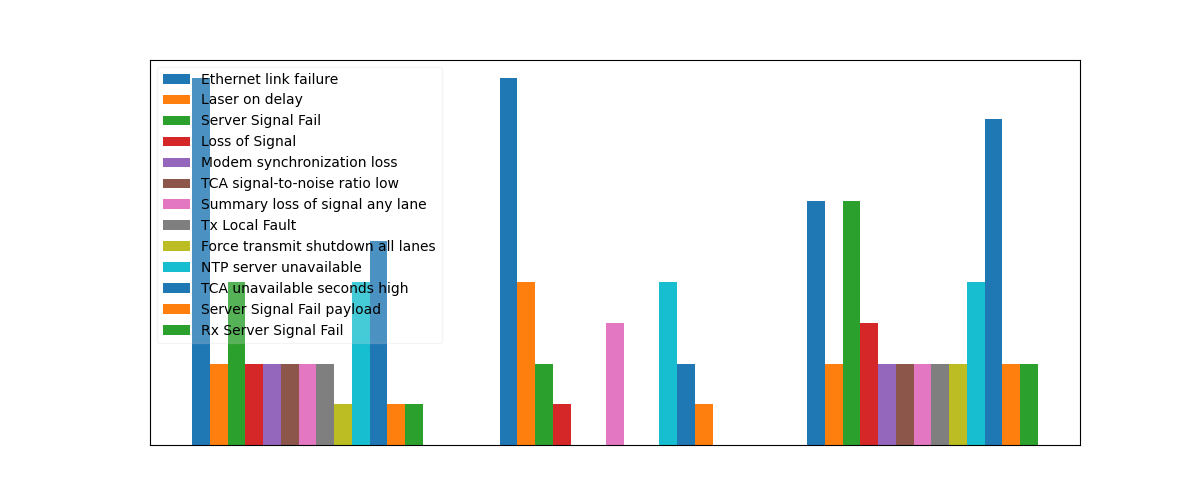 Ethernet link failure
Laser on delay
Server Signal Fail
Loss of Signal
Modem synchronization loss
TCA signal-to-noise ratio low
Summary loss of signal any lane
Tx Local Fault
Force transmit shutdown all lanes
NTP server unavailable
TCA unavailable seconds high
Server Signal Fail payload
Rx Server Signal Fail